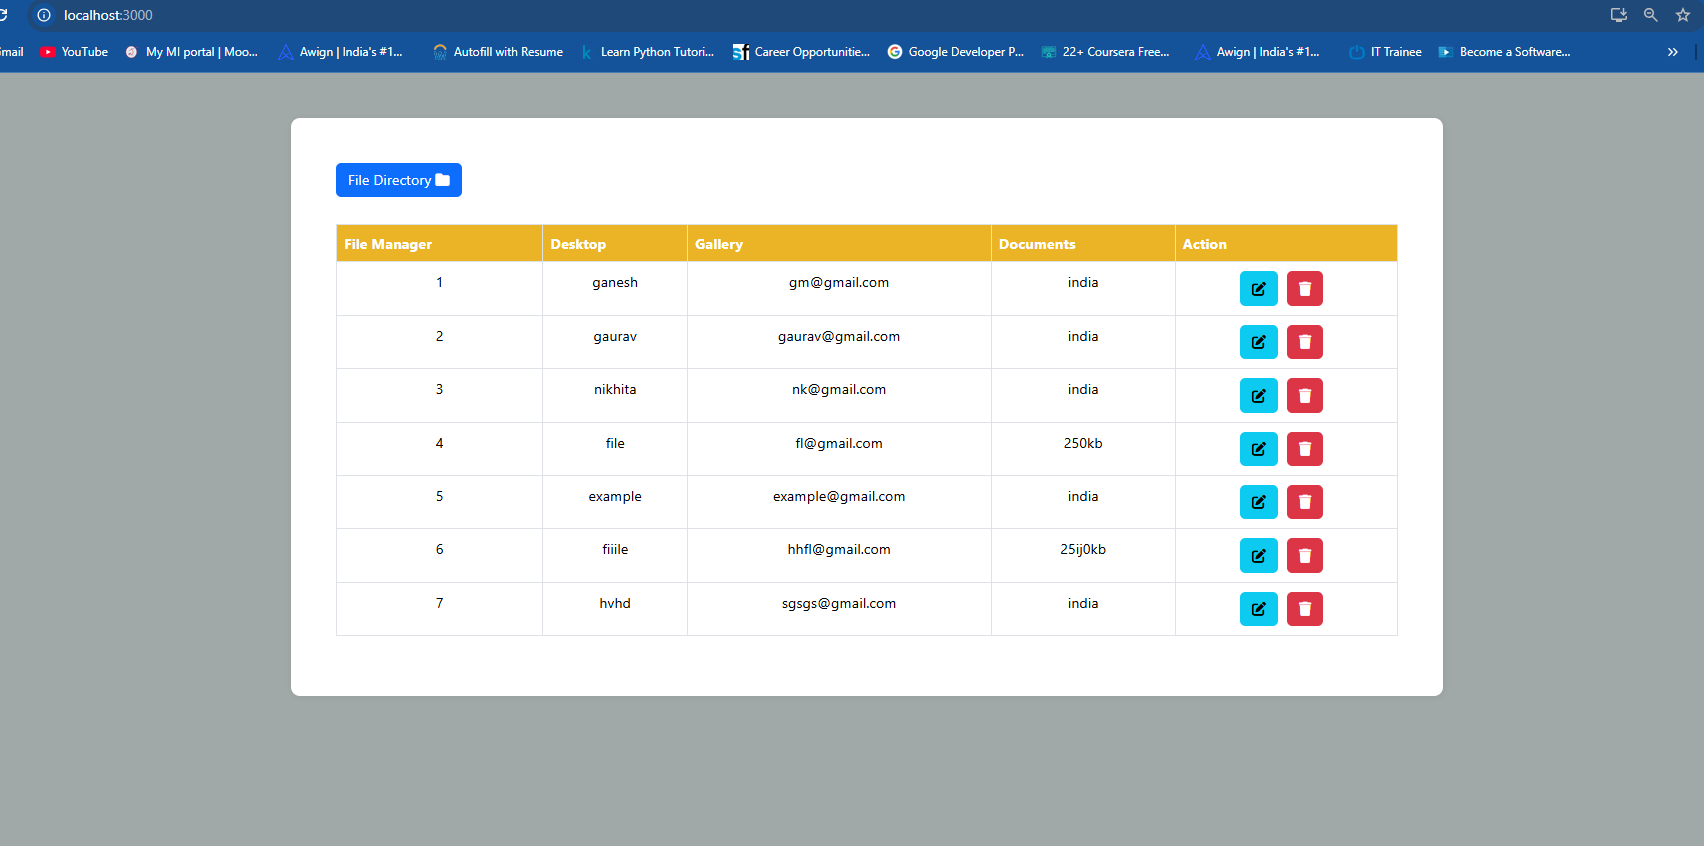 localhost:3000
Gmail YouTube My MI portal | Moo... Awign | India's #1... Autofill with Resume Learn Python Tutori... Career Opportunitie... Google Developer P... 22+ Coursera Free... Awign | India's #1... IT Trainee Become a Software...
File Directory
File Manager Desktop Gallery Documents Action
1 ganesh gm@gmail.com india
2 gaurav gaurav@gmail.com india
3 nikhita nk@gmail.com india
4 file fl@gmail.com 250kb
5 example example@gmail.com india
6 fiiile hhfl@gmail.com 25ij0kb
7 hvhd sgsgs@gmail.com india